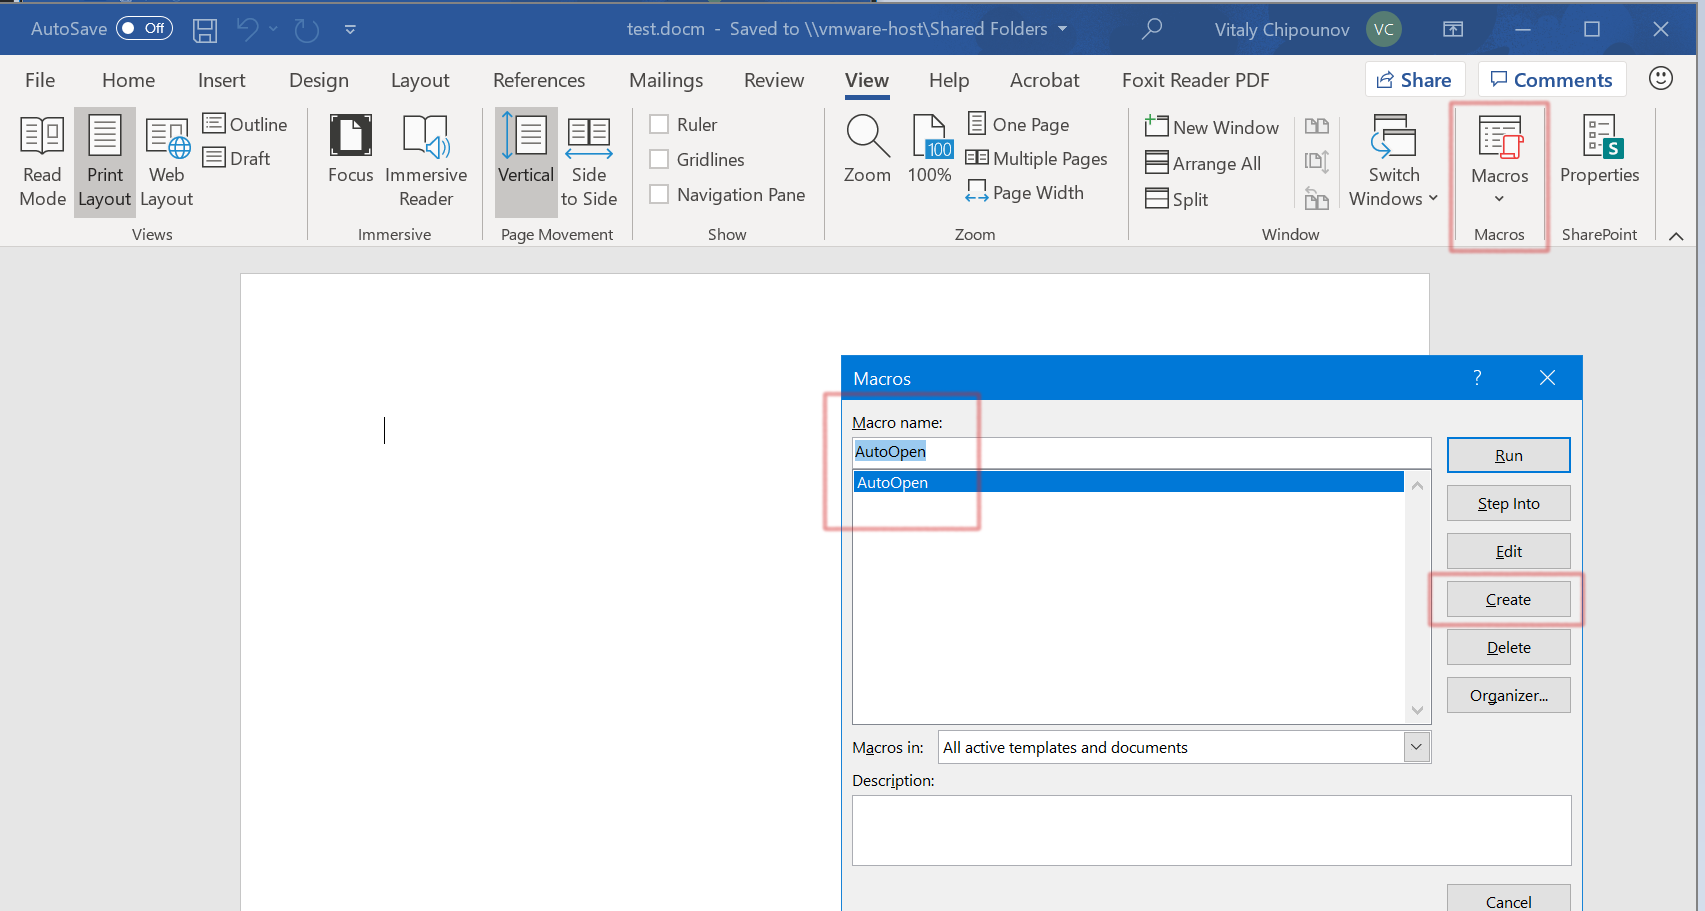 AutoSave Off test.docm - Saved to \\vmware-host\Shared Folders Vitaly Chipounov VC
File Home Insert Design Layout References Mailings Review View Help Acrobat Foxit Reader PDF Share Comments
Read Mode
Print Layout
Web Layout
Outline
Draft
Views
Focus
Immersive Reader
Immersive
Vertical
Side to Side
Page Movement
Ruler
Gridlines
Navigation Pane
Show
Zoom
100
100%
One Page
Multiple Pages
Page Width
Zoom
New Window
Arrange All
Split
Switch Windows
Window
Macros
Macros
S
Properties
SharePoint
Macros ?
Macro name:
AutoOpen
AutoOpen
Run
Step Into
Edit
Create
Delete
Organizer...
Macros in: All active templates and documents
Description:
Cancel